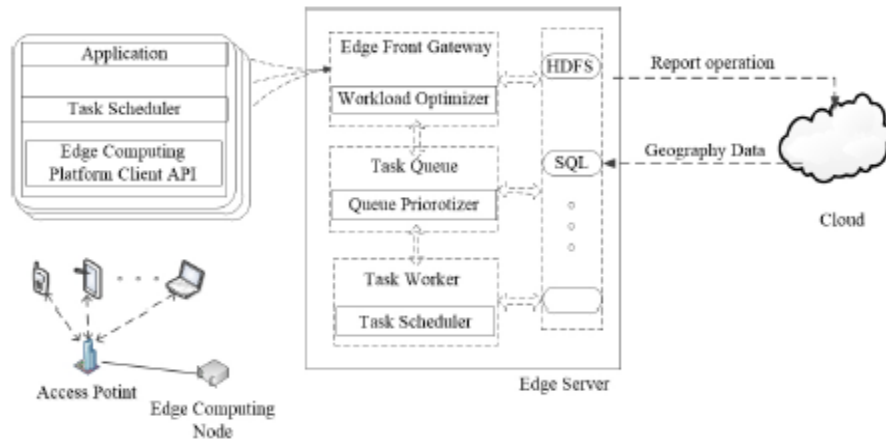 Application
Task Scheduler
Edge Computing
Platform Client API
Access Potint
Edge Computing
Node
Edge Front Gateway
Workload Optimizer
Task Queue
Queue Priorotizer
Task Worker
Task Scheduler
HDFS
SQL
Edge Server
Report operation
Geography Data
Cloud